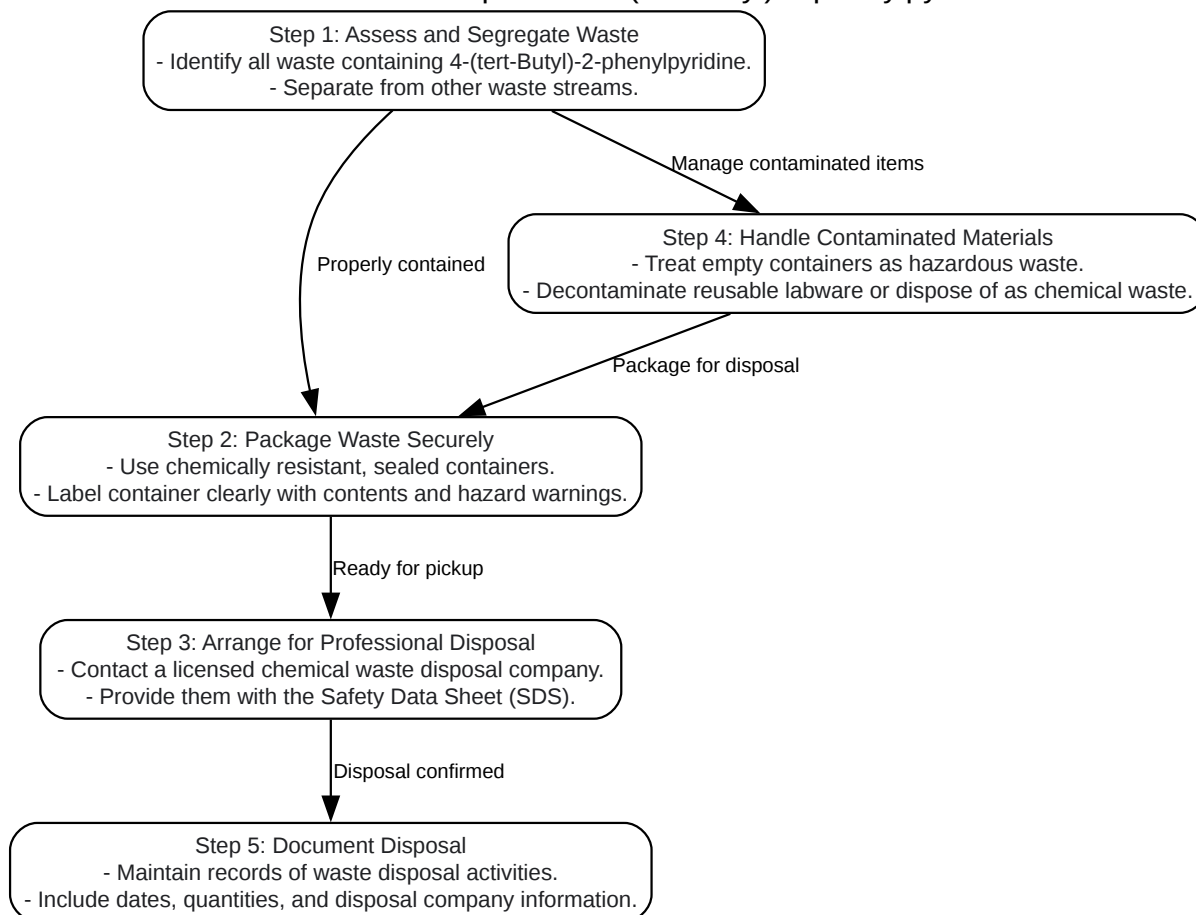 Step 1: Assess and Segregate Waste
- Identify all waste containing 4-(tert-Butyl)-2-phenylpyridine.
- Separate from other waste streams.
Manage contaminated items
Step 4: Handle Contaminated Materials
- Treat empty containers as hazardous waste.
- Decontaminate reusable labware or dispose of as chemical waste.
Properly contained
Package for disposal
Step 2: Package Waste Securely
- Use chemically resistant, sealed containers.
- Label container clearly with contents and hazard warnings.
Ready for pickup
Step 3: Arrange for Professional Disposal
- Contact a licensed chemical waste disposal company.
- Provide them with the Safety Data Sheet (SDS).
Disposal confirmed
Step 5: Document Disposal
- Maintain records of waste disposal activities.
- Include dates, quantities, and disposal company information.